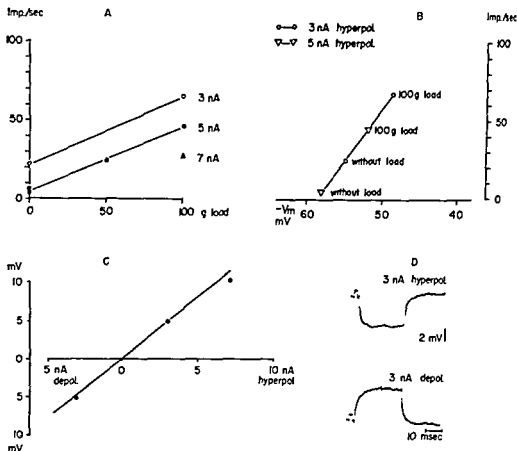 Imp./sec
A
100
50
0
3 nA
5 nA
7 nA
0
50
100
g load
3 nA hyperpol.
5 nA hyperpol.
B
Imp./sec
100
50
0
100g load
100g load
without load
without load
-Vm
mV
60
50
40
C
mV
10
5
0
5
10
mV
5 nA
depol.
0
5
10 nA
hyperpol
D
3 nA hyperpol
2 mV
3 nA depol.
10 msec